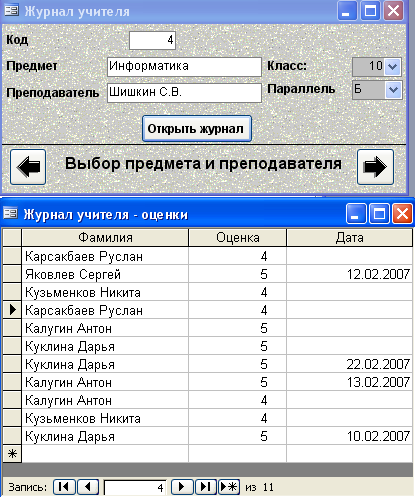 Журнал учителя
Код 4
Предмет Информатика Класс: 10
Преподаватель Шишкин С.В. Параллель Б
Открыть журнал
Выбор предмета и преподавателя
Журнал учителя - оценки
Фамилия Оценка Дата
Карсакбаев Руслан 4
Яковлев Сергей 5 12.02.2007
Кузьменков Никита 4
Карсакбаев Руслан 4
Калугин Антон 5
Куклина Дарья 5
Куклина Дарья 5 22.02.2007
Калугин Антон 5 13.02.2007
Калугин Антон 4
Кузьменков Никита 4
Куклина Дарья 5 10.02.2007
Запись: 4 из 11